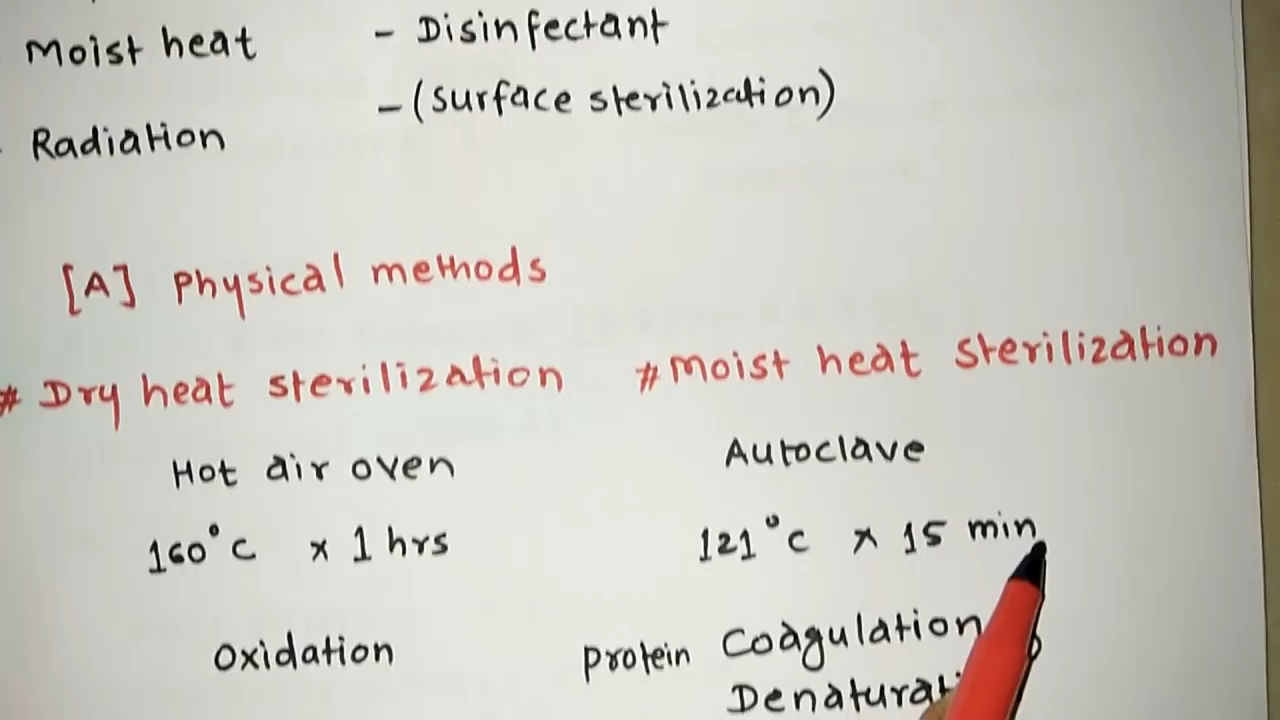 Moist heat - Disinfectant
- (surface sterilization)
Radiation
[A] Physical methods
# Dry heat sterilization # Moist heat sterilization
Hot air oven Autoclave
160°C x 1 hrs 121°C x 15 min
Oxidation protein Coagulation